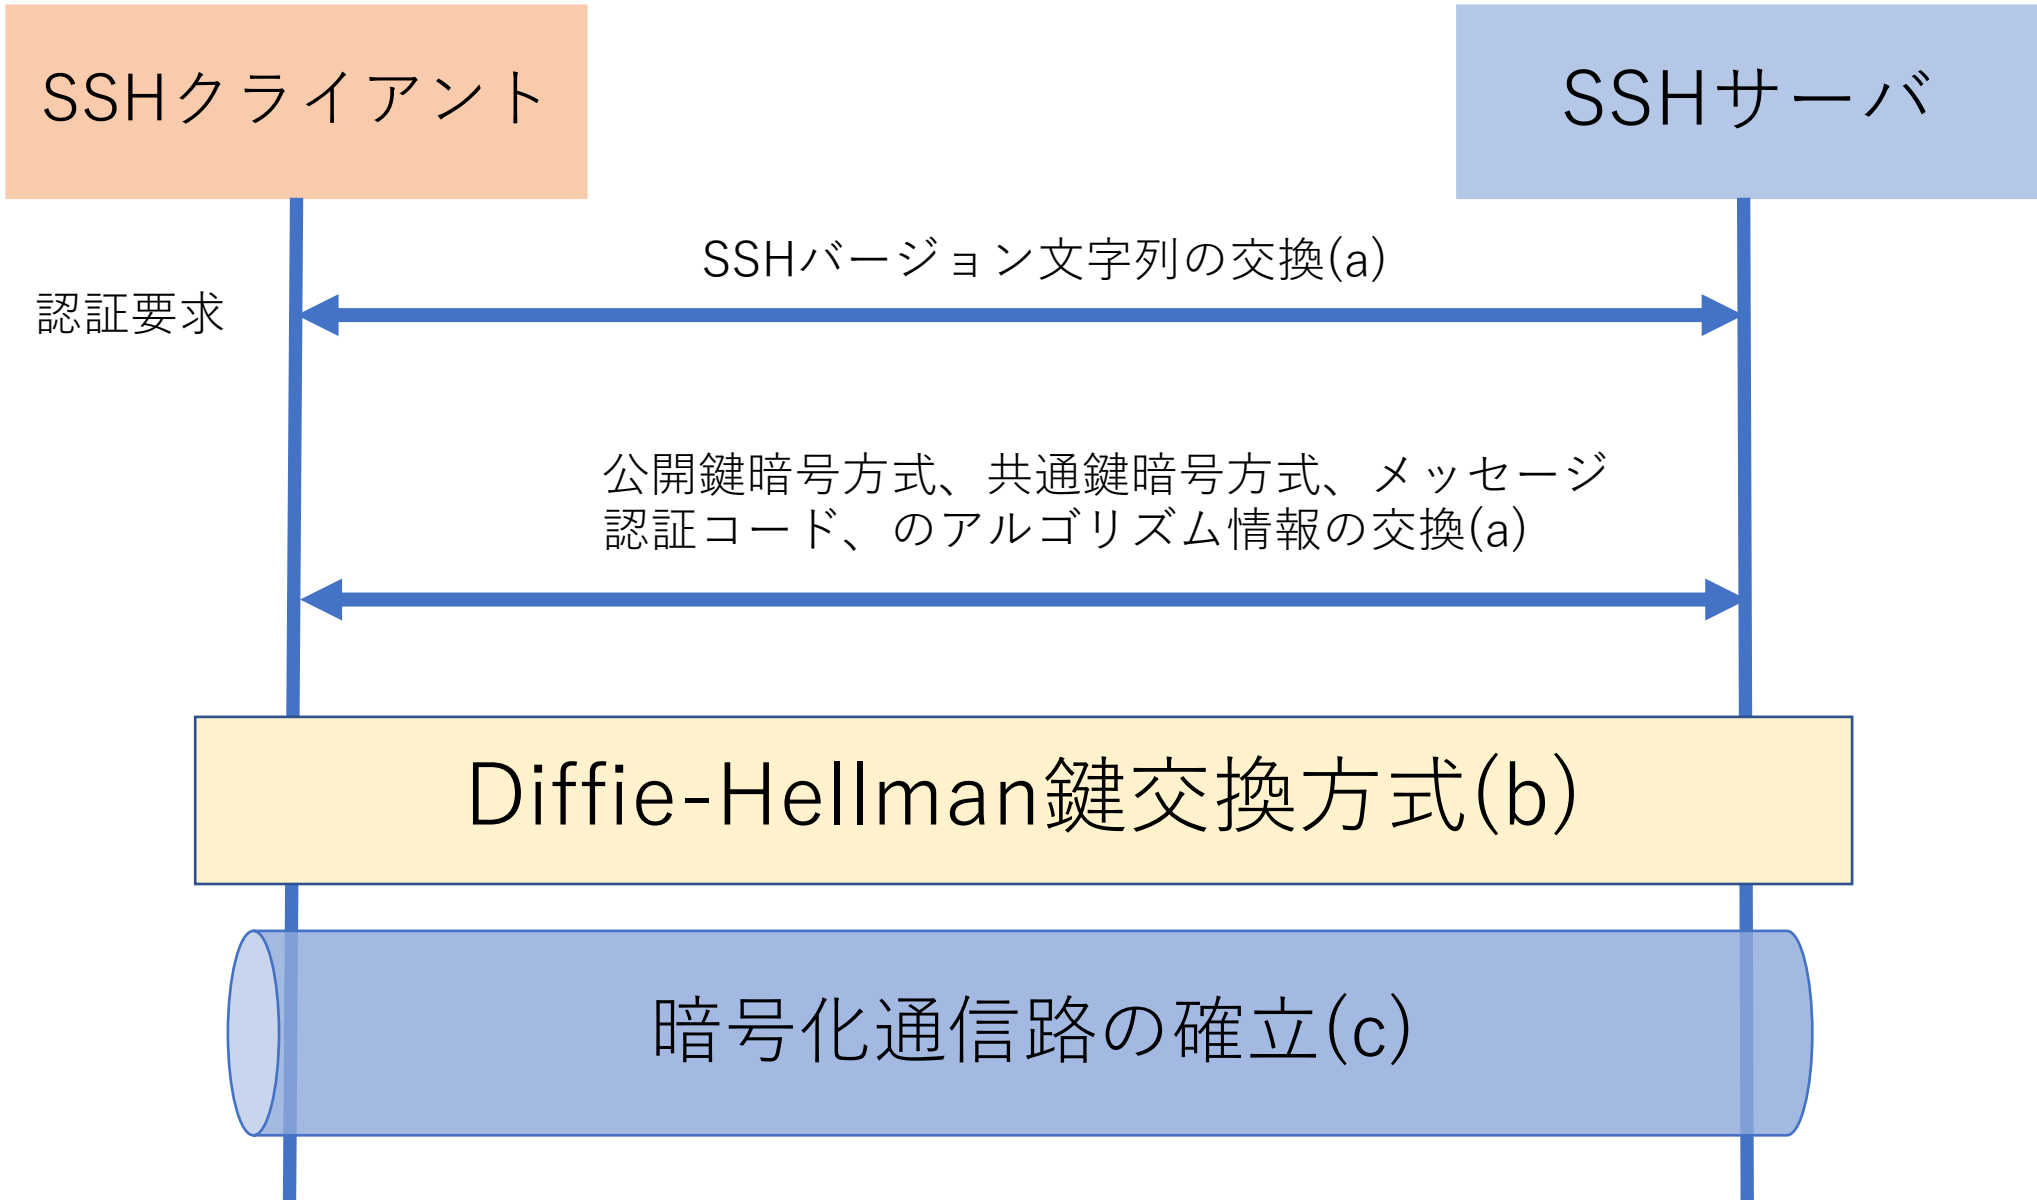 SSHクライアント
SSHサーバ
SSHバージョン文字列の交換(a)
認証要求
公開鍵暗号方式、共通鍵暗号方式、メッセージ
認証コード、のアルゴリズム情報の交換(a)
Diffie-Hellman鍵交換方式(b)
暗号化通信路の確立(c)